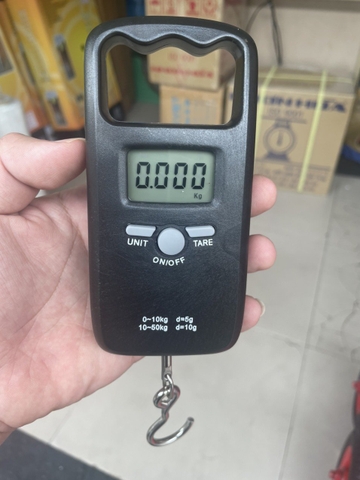 0.000
Kg
UNIT TARE
ON/OFF
0~10kg d=5g
10~50kg d=10g